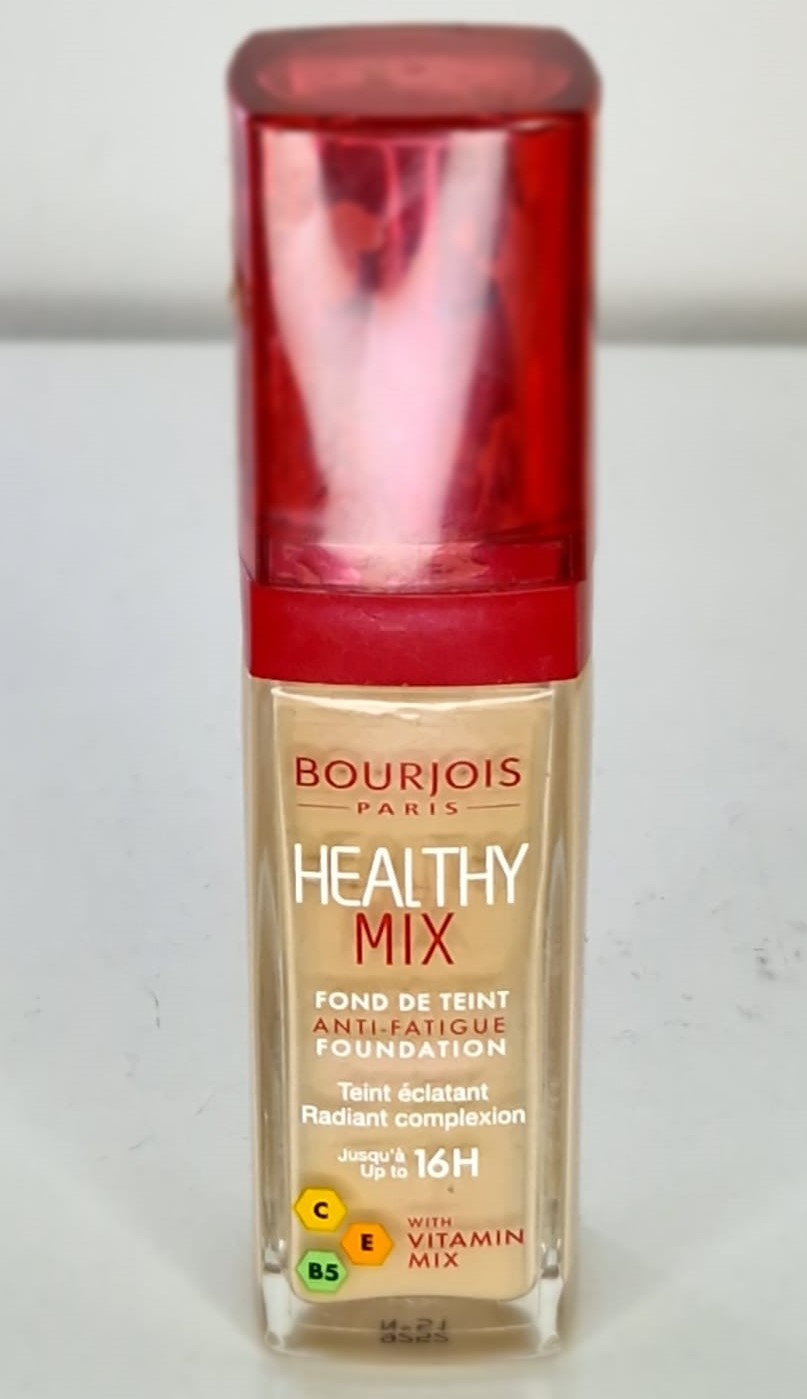 BOURJOIS
PARIS
HEALTHY
MIX
FOND DE TEINT
ANTI-FATIGUE
FOUNDATION
Teint éclatant
Radiant complexion
Jusqu'à
Up to 16H
C
E
B5
WITH
VITAMIN
MIX